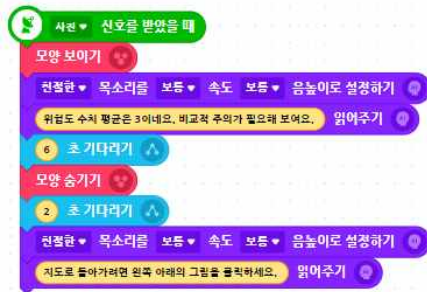 사진 신호를 받았을 때
모양 보이기
친절한 목소리를 보통 속도 보통 음높이로 설정하기
위험도 수치 평균은 3이네요. 비교적 주의가 필요해 보여요. 읽어주기
6 초 기다리기
모양 숨기기
2 초 기다리기
친절한 목소리를 보통 속도 보통 음높이로 설정하기
지도로 돌아가려면 왼쪽 아래의 그림을 클릭하세요. 읽어주기